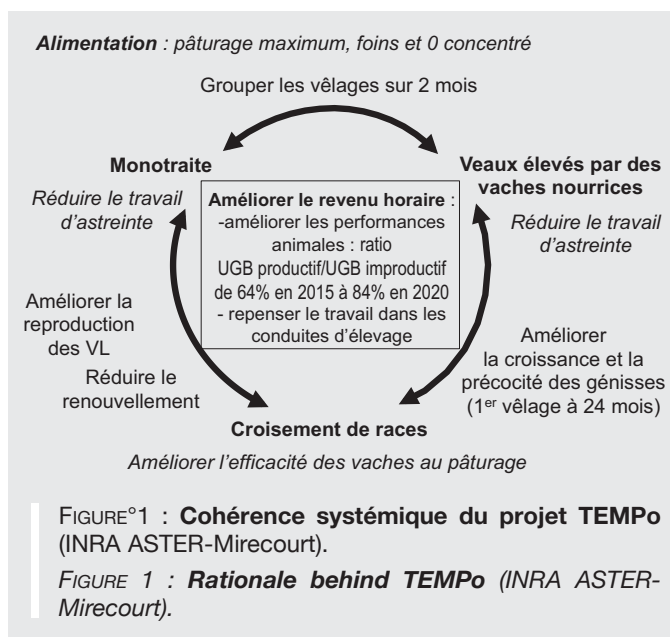 Alimentation : pâturage maximum, foins et 0 concentré
Grouper les vêlages sur 2 mois
Monotraite
Réduire le travail
d'astreinte
Veaux élevés par des
vaches nourrices
Réduire le travail
d'astreinte
Améliorer le revenu horaire :
-améliorer les performances
animales : ratio
UGB productif/UGB improductif
de 64% en 2015 à 84% en 2020
- repenser le travail dans les
conduites d'élevage
Améliorer la
reproduction
des VL
Réduire le
renouvellement
Améliorer
la croissance et la
précocité des génisses
(1er vêlage à 24 mois)
Croisement de races
Améliorer l'efficacité des vaches au pâturage
FIGURE°1 : Cohérence systémique du projet TEMPo
(INRA ASTER-Mirecourt).
FIGURE 1 : Rationale behind TEMPo (INRA ASTER-
Mirecourt).